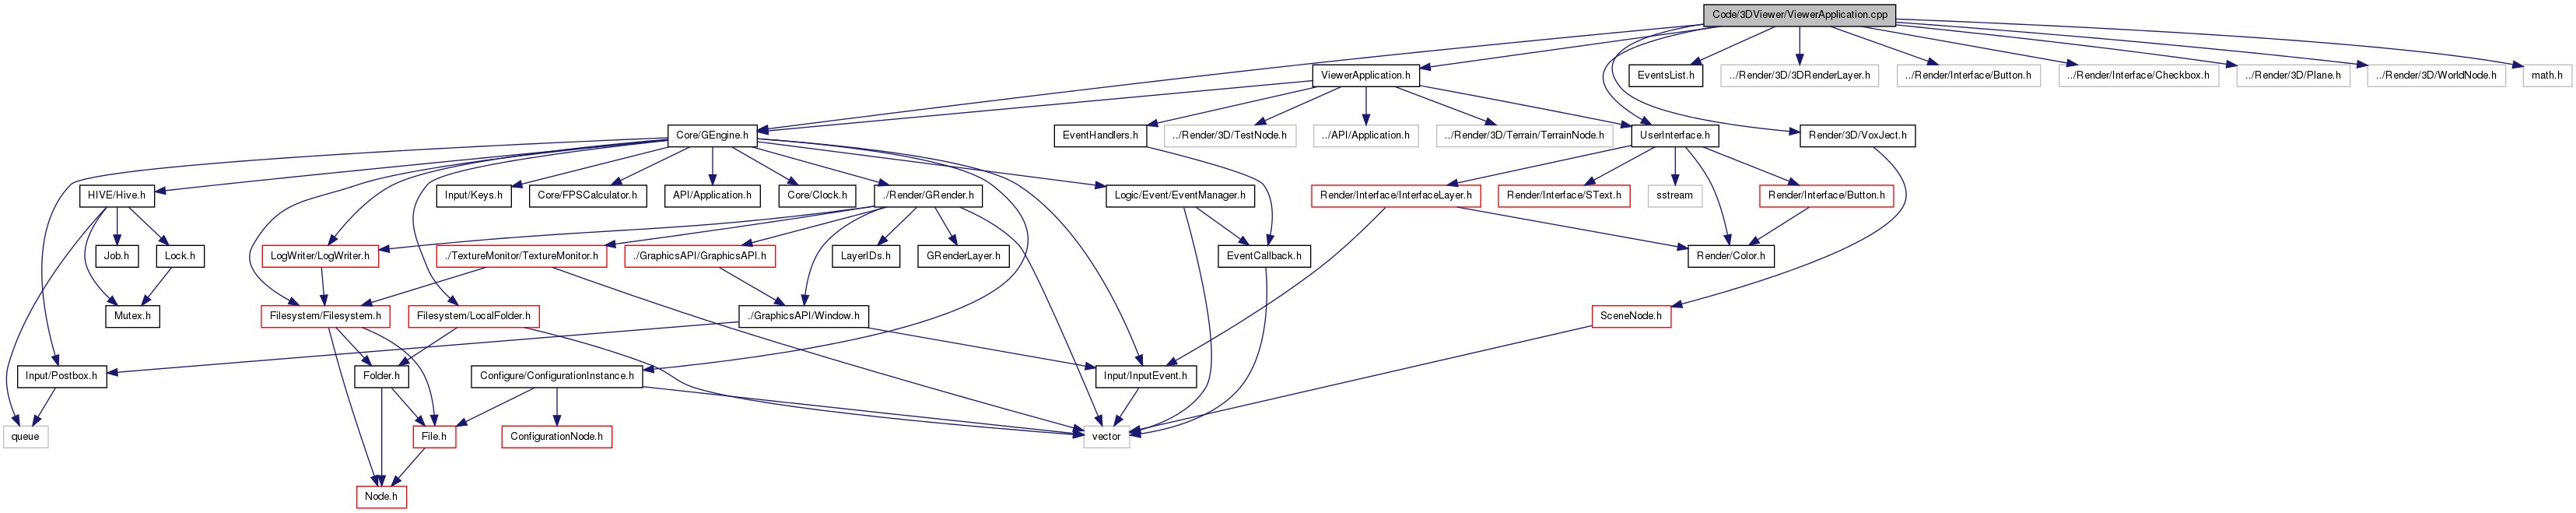 Code/3DViewer/ViewerApplication.cpp
ViewerApplication.h
EventsList.h
../Render/3D/3DRenderLayer.h
../Render/Interface/Button.h
../Render/Interface/Checkbox.h
../Render/3D/Plane.h
../Render/3D/WorldNode.h
math.h
Core/GEngine.h
EventHandlers.h
../Render/3D/TestNode.h
../API/Application.h
../Render/3D/Terrain/TerrainNode.h
UserInterface.h
Render/3D/VoxJect.h
HIVE/Hive.h
Input/Keys.h
Core/FPSCalculator.h
API/Application.h
Core/Clock.h
./Render/GRender.h
Logic/Event/EventManager.h
Render/Interface/InterfaceLayer.h
Render/Interface/SText.h
sstream
Render/Interface/Button.h
Job.h
Lock.h
LogWriter/LogWriter.h
./TextureMonitor/TextureMonitor.h
./GraphicsAPI/GraphicsAPI.h
LayerIDs.h
GRenderLayer.h
EventCallback.h
Render/Color.h
Mutex.h
Filesystem/Filesystem.h
Filesystem/LocalFolder.h
./GraphicsAPI/Window.h
SceneNode.h
Input/Postbox.h
Folder.h
Configure/ConfigurationInstance.h
Input/InputEvent.h
queue
File.h
ConfigurationNode.h
vector
Node.h